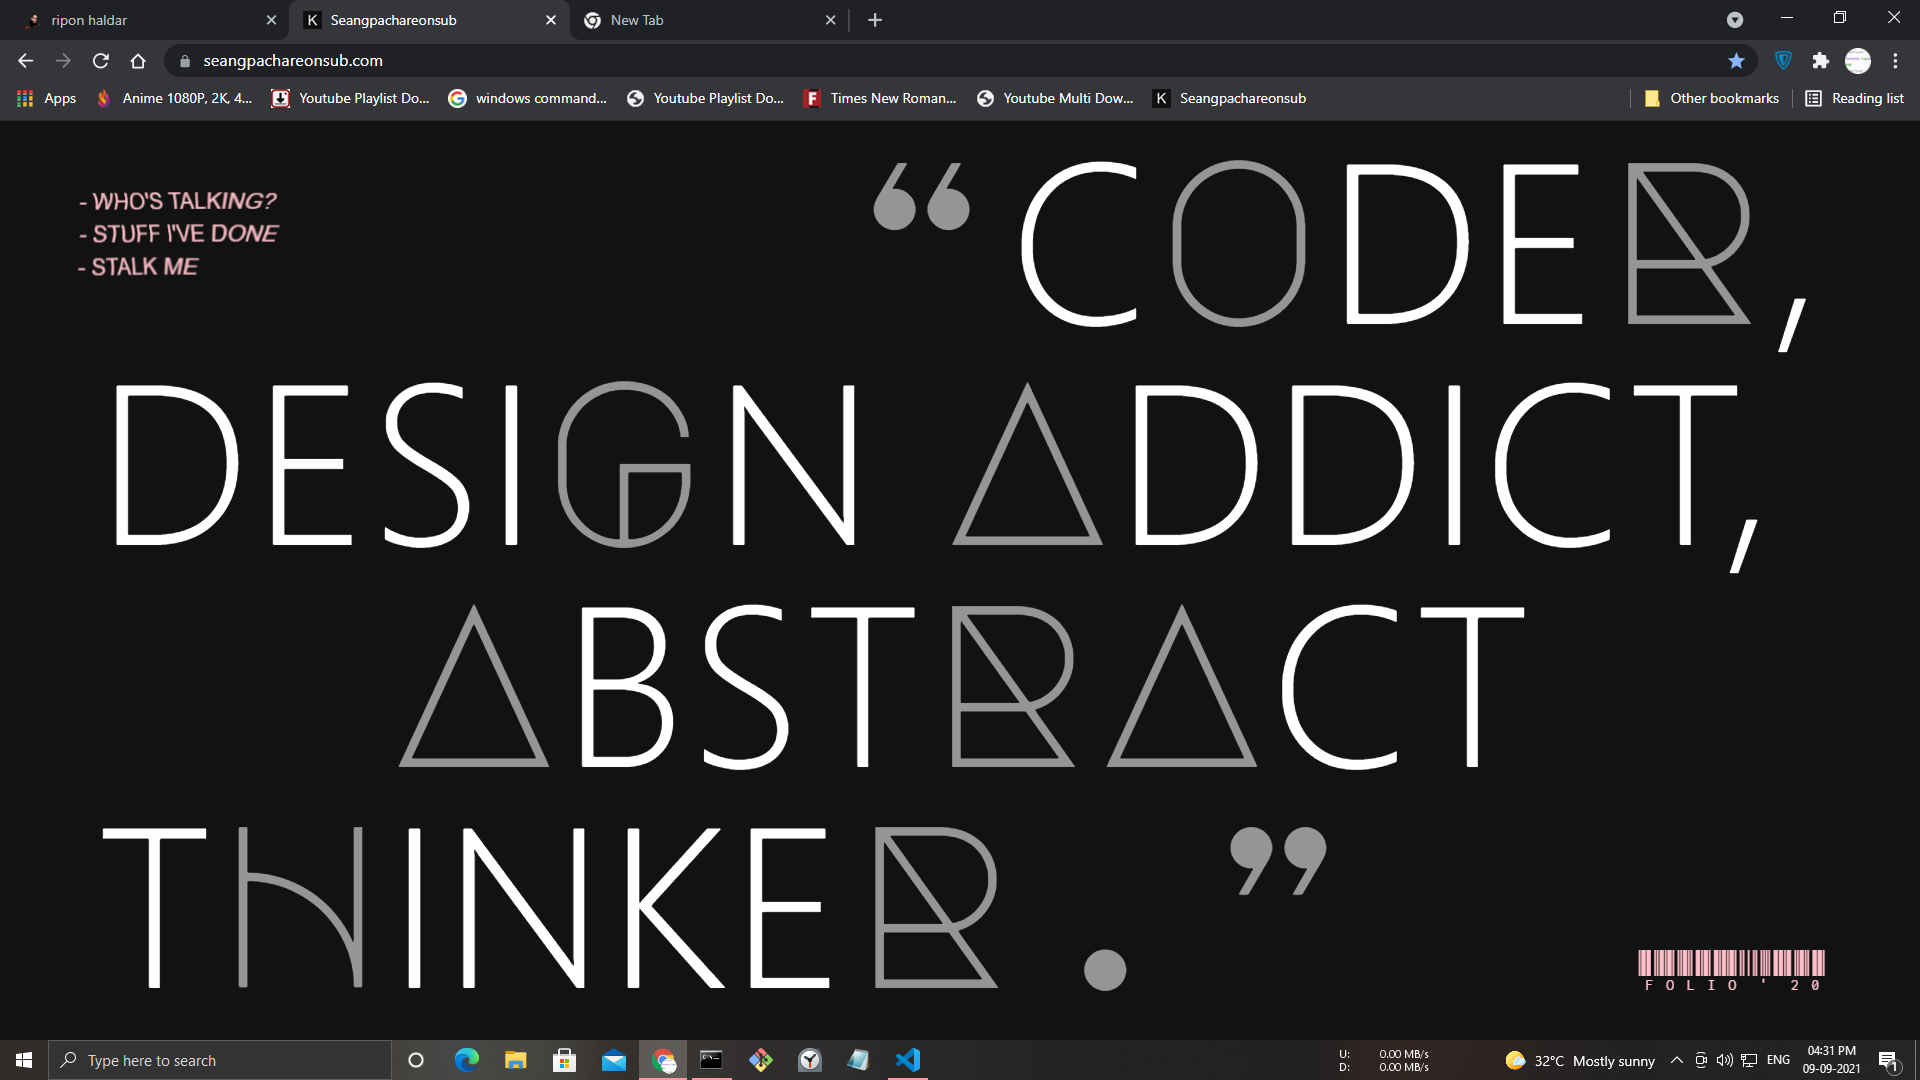 ripon haldar
Seangpachareonsub
New Tab
seangpachareonsub.com
Apps
Anime 1080P, 2K, 4...
Youtube Playlist Do...
windows command...
Youtube Playlist Do...
Times New Roman...
Youtube Multi Dow...
Seangpachareonsub
Other bookmarks
Reading list
- WHO'S TALKING?
- STUFF I'VE DONE
- STALK ME
“CODER,
DESIGN ADDICT,
ABSTRACT
THINKER.”
FOLIO '20
Type here to search
U: 0.00 MB/s
D: 0.00 MB/s
32°C Mostly sunny
ENG
04:31 PM
09-09-2021
1